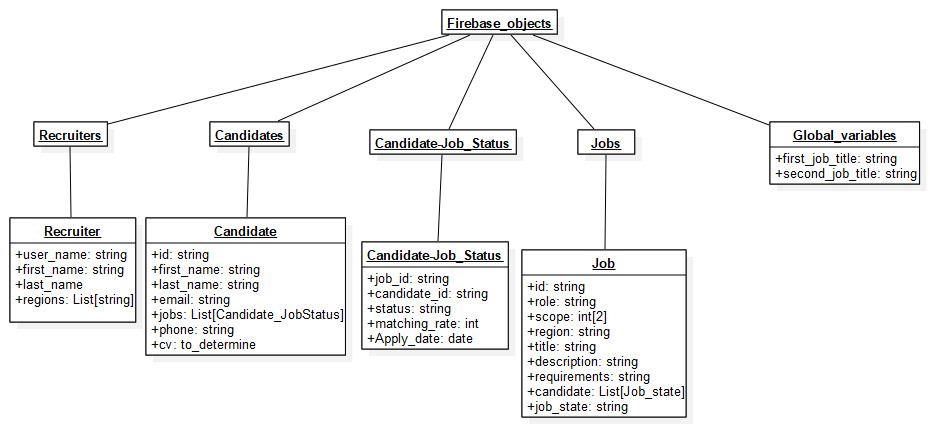 Firebase_objects
Recruiters
Candidates
Candidate-Job_Status
Jobs
Global_variables
+first_job_title: string
+second_job_title: string
Recruiter
+user_name: string
+first_name: string
+last_name
+regions: List[string]
Candidate
+id: string
+first_name: string
+last_name: string
+email: string
+jobs: List[Candidate_JobStatus]
+phone: string
+cv: to_determine
Candidate-Job_Status
+job_id: string
+candidate_id: string
+status: string
+matching_rate: int
+Apply_date: date
Job
+id: string
+role: string
+scope: int[2]
+region: string
+title: string
+description: string
+requirements: string
+candidate: List[Job_state]
+job_state: string